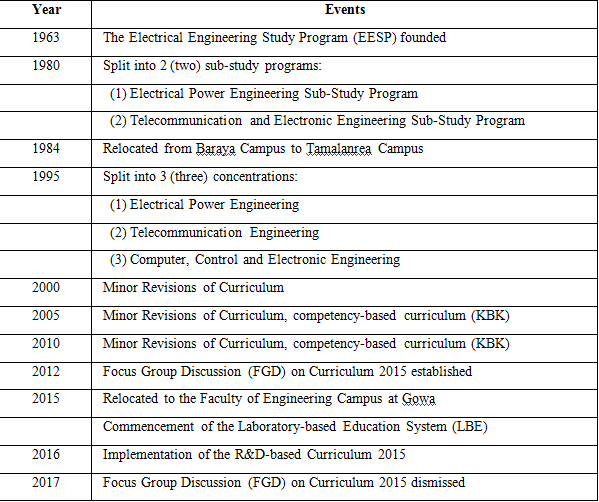 Year Events
1963 The Electrical Engineering Study Program (EESP) founded
1980 Split into 2 (two) sub-study programs:
(1) Electrical Power Engineering Sub-Study Program
(2) Telecommunication and Electronic Engineering Sub-Study Program
1984 Relocated from Baraya Campus to Tamalanrea Campus
1995 Split into 3 (three) concentrations:
(1) Electrical Power Engineering
(2) Telecommunication Engineering
(3) Computer, Control and Electronic Engineering
2000 Minor Revisions of Curriculum
2005 Minor Revisions of Curriculum, competency-based curriculum (KBK)
2010 Minor Revisions of Curriculum, competency-based curriculum (KBK)
2012 Focus Group Discussion (FGD) on Curriculum 2015 established
2015 Relocated to the Faculty of Engineering Campus at Gowa
Commencement of the Laboratory-based Education System (LBE)
2016 Implementation of the R&D-based Curriculum 2015
2017 Focus Group Discussion (FGD) on Curriculum 2015 dismissed